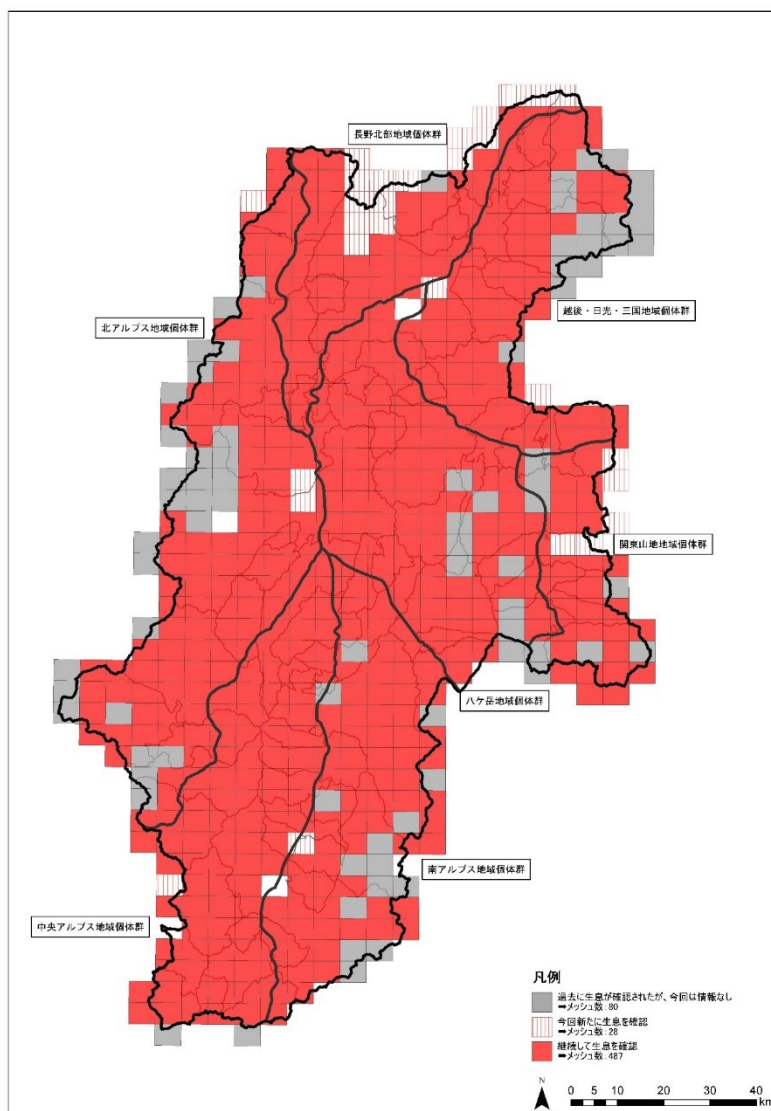 長野北部地域個体群
越後・日光・三国地域個体群
北アルプス地域個体群
関東山地地域個体群
八ケ岳地域個体群
南アルプス地域個体群
中央アルプス地域個体群
凡例
過去に生息が確認されたが、今回は情報なし
➡メッシュ数:80
今回新たに生息を確認
➡メッシュ数:28
継続して生息を確認
➡メッシュ数:487
N
0 5 10 20 30 40
km